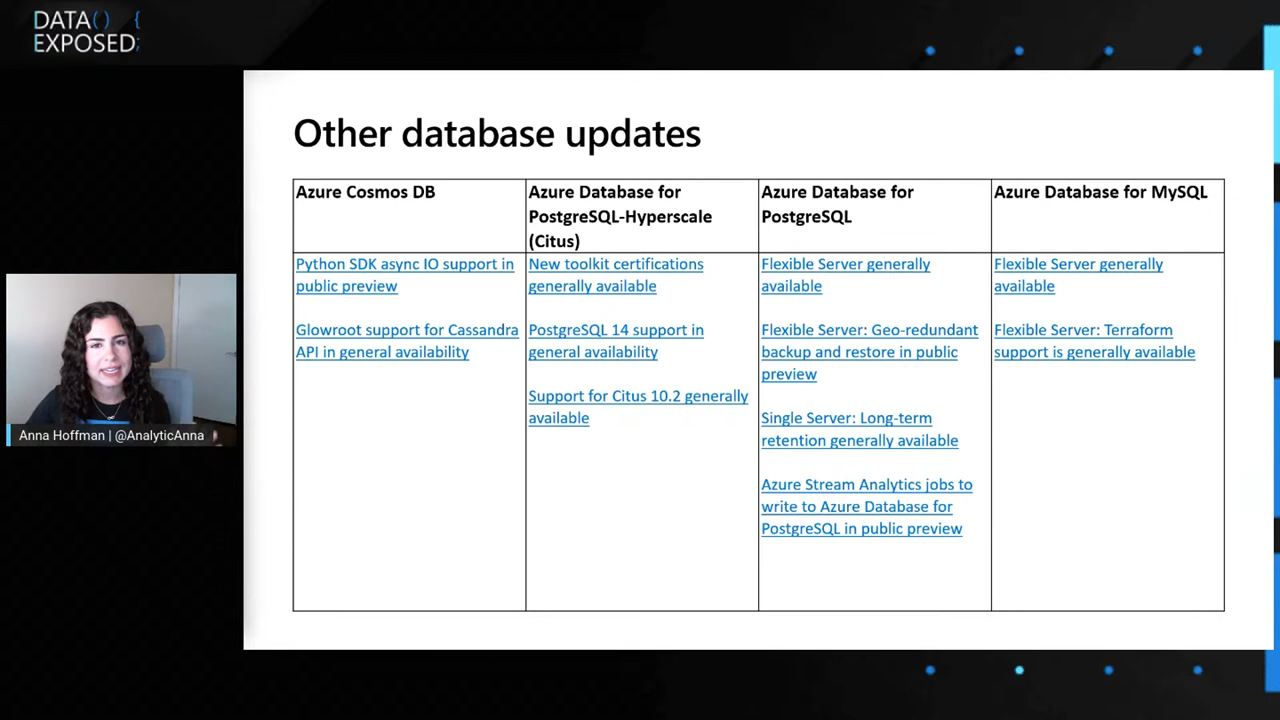 DATA() {
EXPOSED};
Other database updates
Azure Cosmos DB
Azure Database for
PostgreSQL-Hyperscale
(Citus)
Azure Database for
PostgreSQL
Azure Database for MySQL
Python SDK async IO support in
public preview
Glowroot support for Cassandra
API in general availability
New toolkit certifications
generally available
PostgreSQL 14 support in
general availability
Support for Citus 10.2 generally
available
Flexible Server generally
available
Flexible Server: Geo-redundant
backup and restore in public
preview
Single Server: Long-term
retention generally available
Azure Stream Analytics jobs to
write to Azure Database for
PostgreSQL in public preview
Flexible Server generally
available
Flexible Server: Terraform
support is generally available
Anna Hoffman | @AnalyticAnna